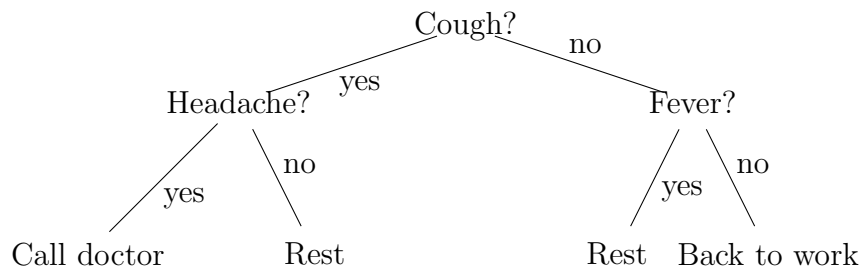 Cough?
yes
no
Headache?
Fever?
yes
no
yes
no
Call doctor
Rest
Rest
Back to work